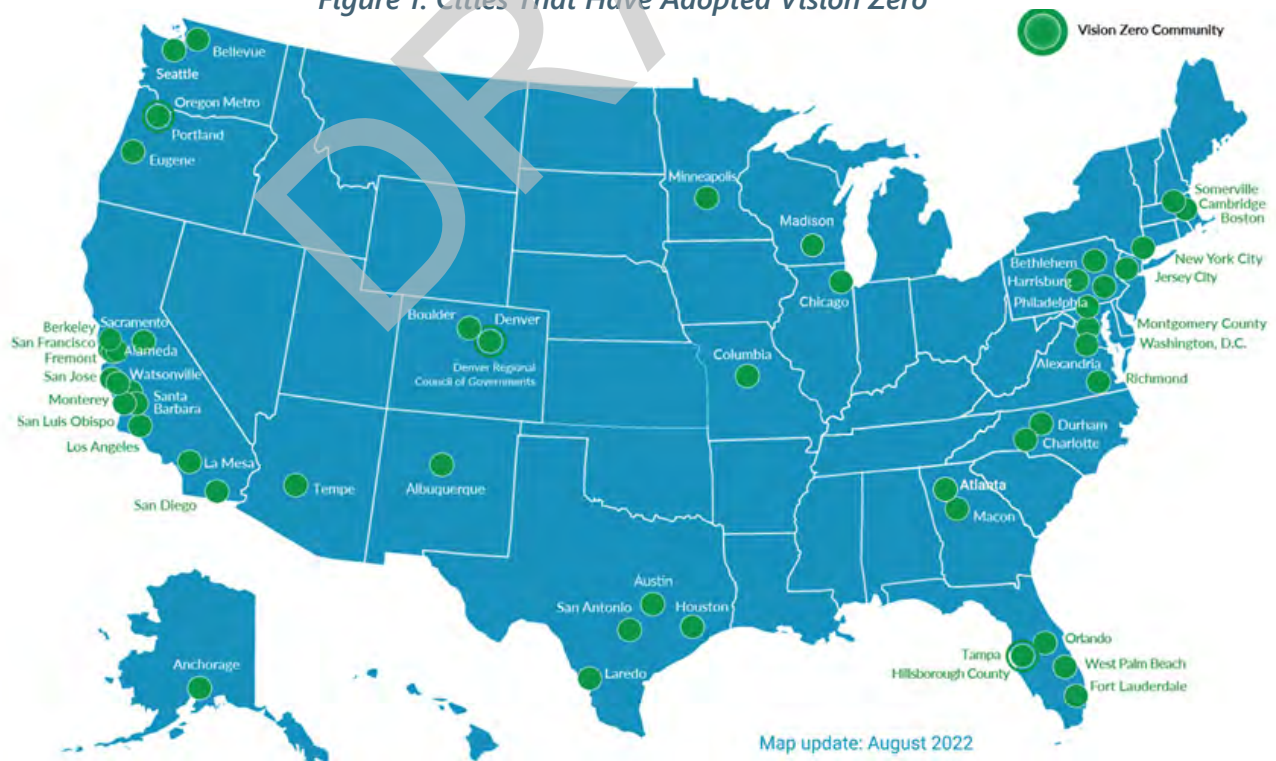 Figure 1. Cities That Have Adopted Vision Zero
Vision Zero Community
Bellevue
Seattle
Oregon Metro
Portland
Eugene
Minneapolis
Madison
Chicago
Somerville
Cambridge
Boston
New York City
Jersey City
Bethlehem
Harrisburg
Philadelphia
Montgomery County
Washington, D.C.
Alexandria
Richmond
Boulder
Denver
Denver Regional
Council of Governments
Columbia
Sacramento
Berkeley
San Francisco
Alameda
Fremont
San Jose
Watsonville
Monterey
Santa
Barbara
San Luis Obispo
Los Angeles
La Mesa
San Diego
Tempe
Albuquerque
Durham
Charlotte
Atlanta
Macon
Austin
San Antonio
Houston
Laredo
Orlando
Tampa
West Palm Beach
Hillsborough County
Fort Lauderdale
Anchorage
Map update: August 2022
DRA